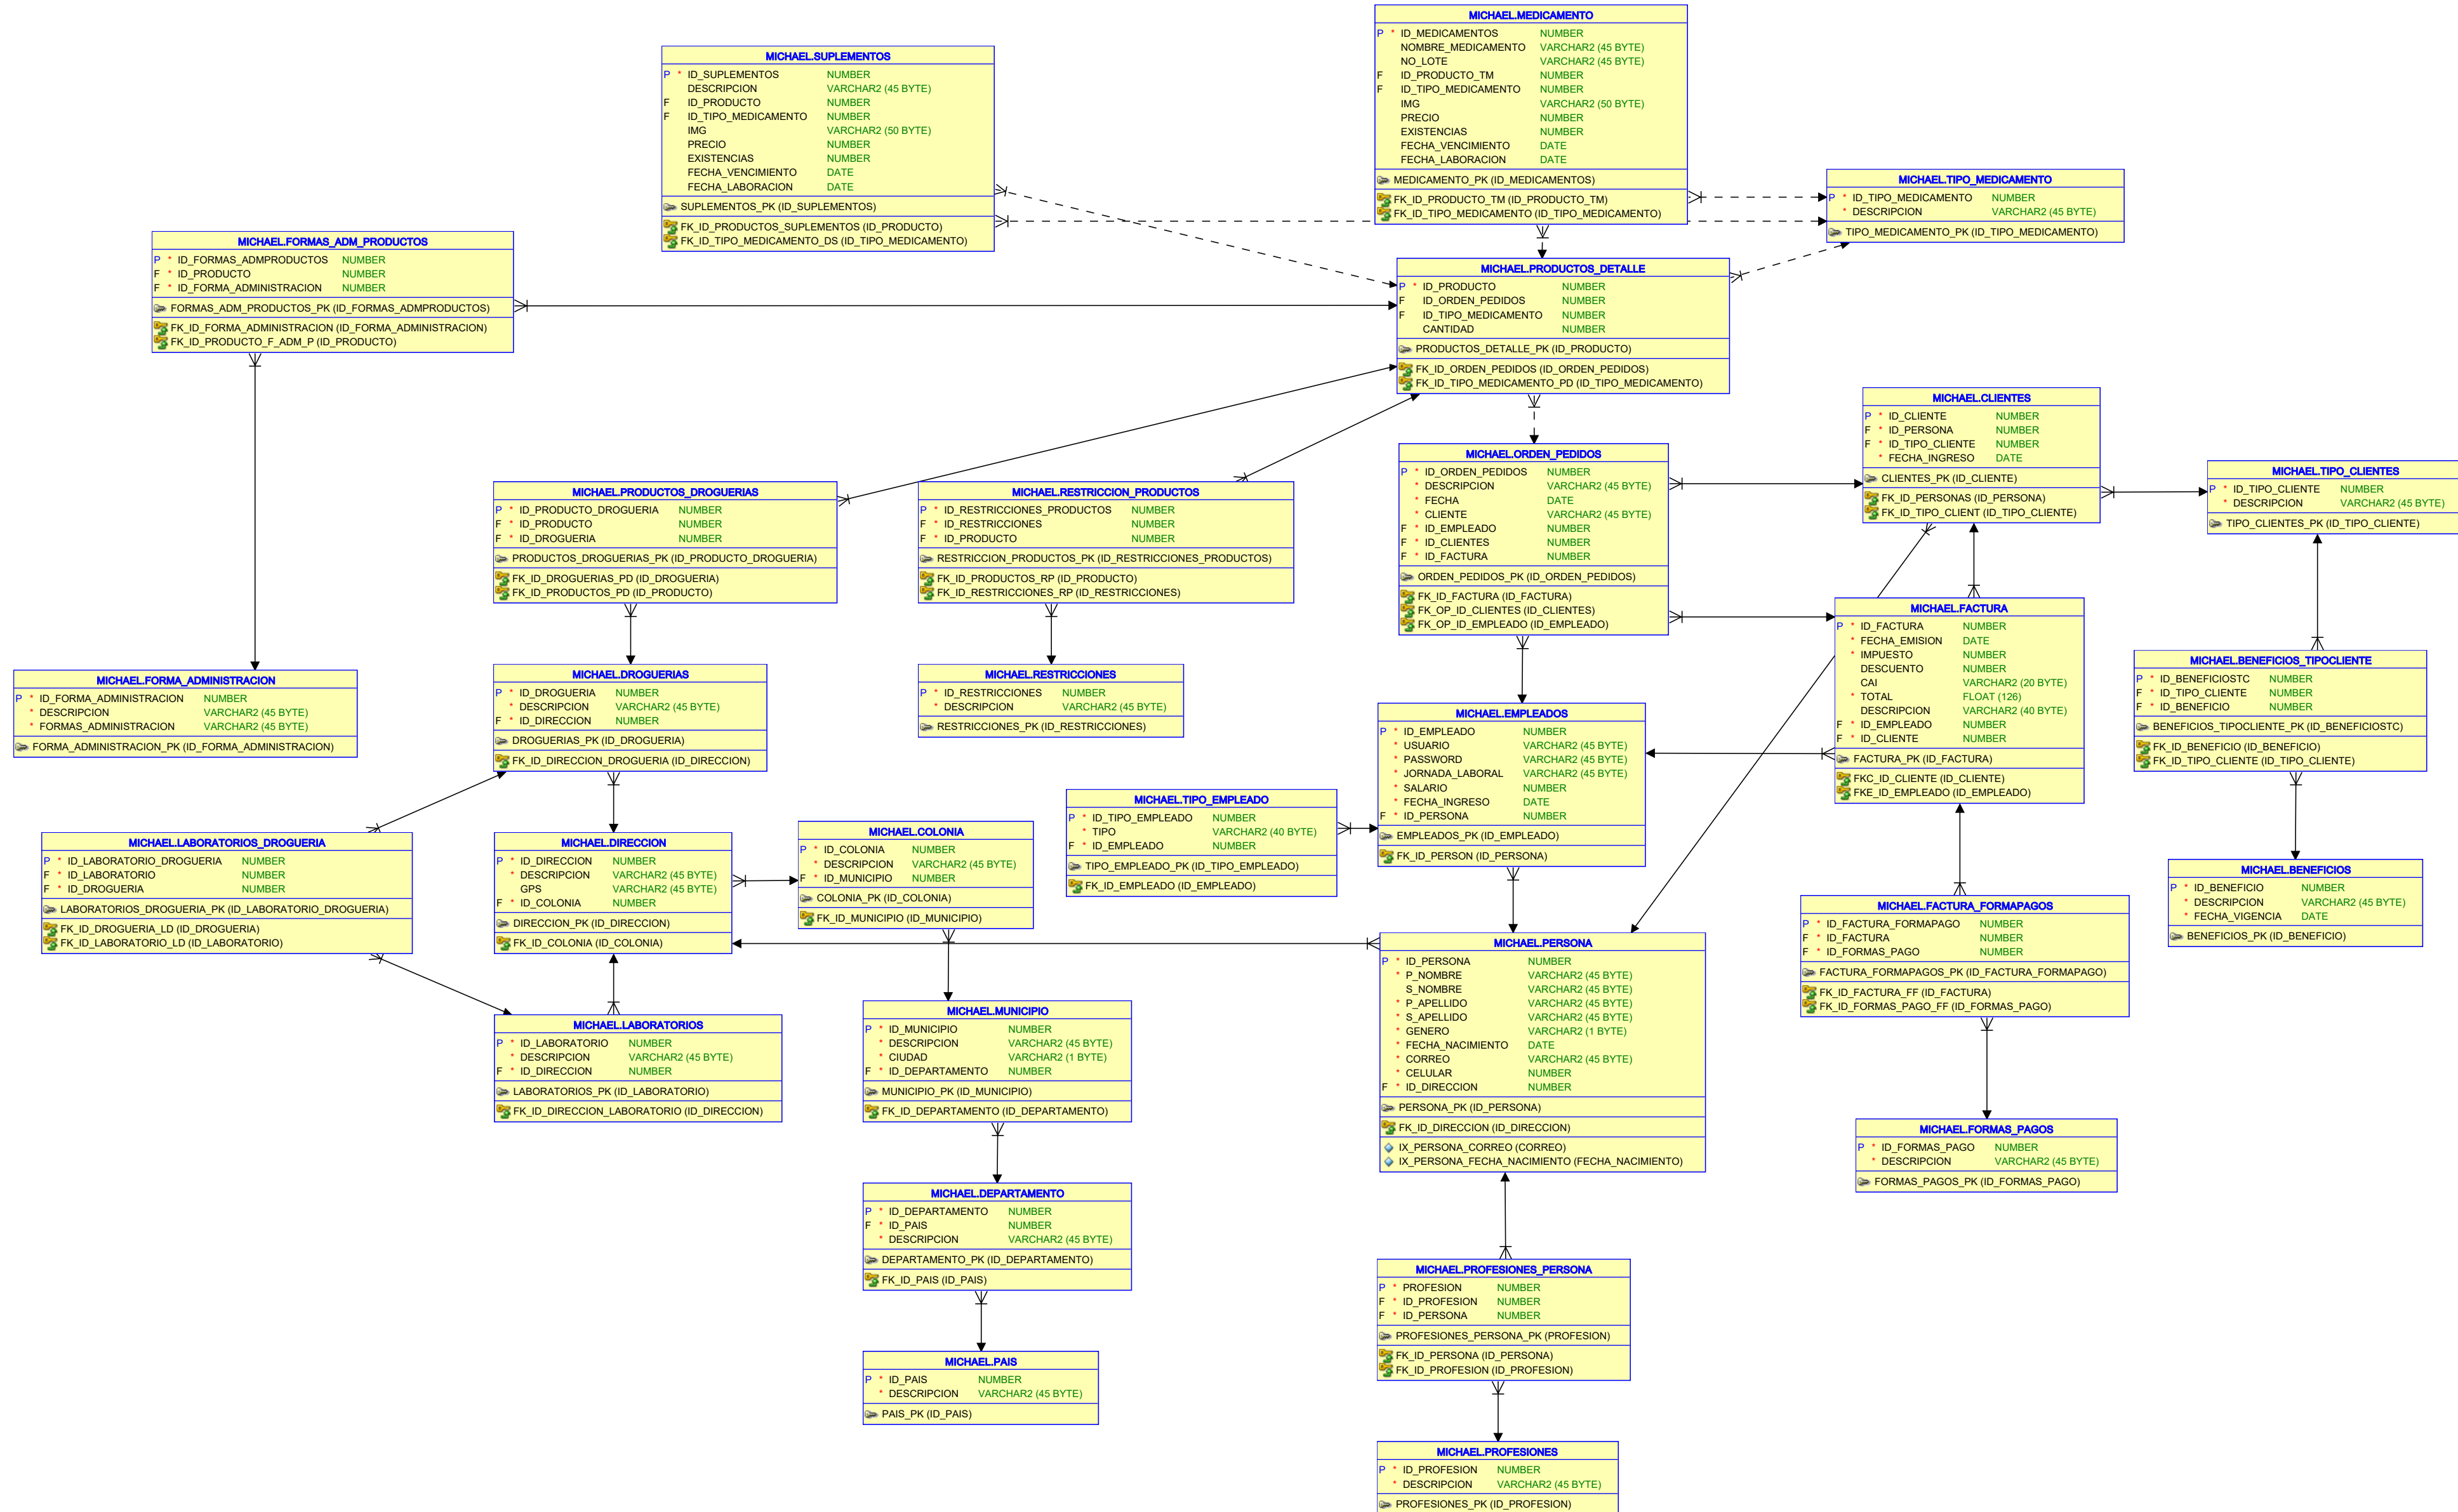 MICHAEL.MEDICAMENTO
P * ID_MEDICAMENTOS NUMBER
NOMBRE_MEDICAMENTO VARCHAR2 (45 BYTE)
NO_LOTE VARCHAR2 (45 BYTE)
F ID_PRODUCTO_TM NUMBER
F ID_TIPO_MEDICAMENTO NUMBER
IMG VARCHAR2 (50 BYTE)
PRECIO NUMBER
EXISTENCIAS NUMBER
FECHA_VENCIMIENTO DATE
FECHA_LABORACION DATE
MEDICAMENTO_PK (ID_MEDICAMENTOS)
FK_ID_PRODUCTO_TM (ID_PRODUCTO_TM)
FK_ID_TIPO_MEDICAMENTO (ID_TIPO_MEDICAMENTO)
MICHAEL.SUPLEMENTOS
P * ID_SUPLEMENTOS NUMBER
DESCRIPCION VARCHAR2 (45 BYTE)
F ID_PRODUCTO NUMBER
F ID_TIPO_MEDICAMENTO NUMBER
IMG VARCHAR2 (50 BYTE)
PRECIO NUMBER
EXISTENCIAS NUMBER
FECHA_VENCIMIENTO DATE
FECHA_LABORACION DATE
SUPLEMENTOS_PK (ID_SUPLEMENTOS)
FK_ID_PRODUCTOS_SUPLEMENTOS (ID_PRODUCTO)
FK_ID_TIPO_MEDICAMENTO_DS (ID_TIPO_MEDICAMENTO)
MICHAEL.TIPO_MEDICAMENTO
P * ID_TIPO_MEDICAMENTO NUMBER
* DESCRIPCION VARCHAR2 (45 BYTE)
TIPO_MEDICAMENTO_PK (ID_TIPO_MEDICAMENTO)
MICHAEL.FORMAS_ADM_PRODUCTOS
P * ID_FORMAS_ADMPRODUCTOS NUMBER
F * ID_PRODUCTO NUMBER
F * ID_FORMA_ADMINISTRACION NUMBER
FORMAS_ADM_PRODUCTOS_PK (ID_FORMAS_ADMPRODUCTOS)
FK_ID_FORMA_ADMINISTRACION (ID_FORMA_ADMINISTRACION)
FK_ID_PRODUCTO_F_ADM_P (ID_PRODUCTO)
MICHAEL.PRODUCTOS_DETALLE
P * ID_PRODUCTO NUMBER
F ID_ORDEN_PEDIDOS NUMBER
F ID_TIPO_MEDICAMENTO NUMBER
CANTIDAD NUMBER
PRODUCTOS_DETALLE_PK (ID_PRODUCTO)
FK_ID_ORDEN_PEDIDOS (ID_ORDEN_PEDIDOS)
FK_ID_TIPO_MEDICAMENTO_PD (ID_TIPO_MEDICAMENTO)
MICHAEL.CLIENTES
P * ID_CLIENTE NUMBER
F * ID_PERSONA NUMBER
F * ID_TIPO_CLIENTE NUMBER
* FECHA_INGRESO DATE
CLIENTES_PK (ID_CLIENTE)
FK_ID_PERSONAS (ID_PERSONA)
FK_ID_TIPO_CLIENT (ID_TIPO_CLIENTE)
MICHAEL.ORDEN_PEDIDOS
P * ID_ORDEN_PEDIDOS NUMBER
* DESCRIPCION VARCHAR2 (45 BYTE)
* FECHA DATE
* CLIENTE VARCHAR2 (45 BYTE)
F * ID_EMPLEADO NUMBER
F * ID_CLIENTES NUMBER
F * ID_FACTURA NUMBER
ORDEN_PEDIDOS_PK (ID_ORDEN_PEDIDOS)
FK_ID_FACTURA (ID_FACTURA)
FK_OP_ID_CLIENTES (ID_CLIENTES)
FK_OP_ID_EMPLEADO (ID_EMPLEADO)
MICHAEL.TIPO_CLIENTES
P * ID_TIPO_CLIENTE NUMBER
* DESCRIPCION VARCHAR2 (45 BYTE)
TIPO_CLIENTES_PK (ID_TIPO_CLIENTE)
MICHAEL.PRODUCTOS_DROGUERIAS
P * ID_PRODUCTO_DROGUERIA NUMBER
F * ID_PRODUCTO NUMBER
F * ID_DROGUERIA NUMBER
PRODUCTOS_DROGUERIAS_PK (ID_PRODUCTO_DROGUERIA)
FK_ID_DROGUERIAS_PD (ID_DROGUERIA)
FK_ID_PRODUCTOS_PD (ID_PRODUCTO)
MICHAEL.RESTRICCION_PRODUCTOS
P * ID_RESTRICCIONES_PRODUCTOS NUMBER
F * ID_RESTRICCIONES NUMBER
F * ID_PRODUCTO NUMBER
RESTRICCION_PRODUCTOS_PK (ID_RESTRICCIONES_PRODUCTOS)
FK_ID_PRODUCTOS_RP (ID_PRODUCTO)
FK_ID_RESTRICCIONES_RP (ID_RESTRICCIONES)
MICHAEL.FACTURA
P * ID_FACTURA NUMBER
* FECHA_EMISION DATE
* IMPUESTO NUMBER
DESCUENTO NUMBER
CAI VARCHAR2 (20 BYTE)
* TOTAL FLOAT (126)
DESCRIPCION VARCHAR2 (40 BYTE)
F * ID_EMPLEADO NUMBER
F * ID_CLIENTE NUMBER
FACTURA_PK (ID_FACTURA)
FKC_ID_CLIENTE (ID_CLIENTE)
FKE_ID_EMPLEADO (ID_EMPLEADO)
MICHAEL.BENEFICIOS_TIPOCLIENTE
P * ID_BENEFICIOSTC NUMBER
F * ID_TIPO_CLIENTE NUMBER
F * ID_BENEFICIO NUMBER
BENEFICIOS_TIPOCLIENTE_PK (ID_BENEFICIOSTC)
FK_ID_BENEFICIO (ID_BENEFICIO)
FK_ID_TIPO_CLIENTE (ID_TIPO_CLIENTE)
MICHAEL.FORMA_ADMINISTRACION
P * ID_FORMA_ADMINISTRACION NUMBER
* DESCRIPCION VARCHAR2 (45 BYTE)
* FORMAS_ADMINISTRACION VARCHAR2 (45 BYTE)
FORMA_ADMINISTRACION_PK (ID_FORMA_ADMINISTRACION)
MICHAEL.DROGUERIAS
P * ID_DROGUERIA NUMBER
* DESCRIPCION VARCHAR2 (45 BYTE)
F * ID_DIRECCION NUMBER
DROGUERIAS_PK (ID_DROGUERIA)
FK_ID_DIRECCION_DROGUERIA (ID_DIRECCION)
MICHAEL.RESTRICCIONES
P * ID_RESTRICCIONES NUMBER
* DESCRIPCION VARCHAR2 (45 BYTE)
RESTRICCIONES_PK (ID_RESTRICCIONES)
MICHAEL.EMPLEADOS
P * ID_EMPLEADO NUMBER
* USUARIO VARCHAR2 (45 BYTE)
* PASSWORD VARCHAR2 (45 BYTE)
* JORNADA_LABORAL VARCHAR2 (45 BYTE)
* SALARIO NUMBER
* FECHA_INGRESO DATE
F * ID_PERSONA NUMBER
EMPLEADOS_PK (ID_EMPLEADO)
FK_ID_PERSON (ID_PERSONA)
MICHAEL.TIPO_EMPLEADO
P * ID_TIPO_EMPLEADO NUMBER
* TIPO VARCHAR2 (40 BYTE)
F * ID_EMPLEADO NUMBER
TIPO_EMPLEADO_PK (ID_TIPO_EMPLEADO)
FK_ID_EMPLEADO (ID_EMPLEADO)
MICHAEL.LABORATORIOS_DROGUERIA
P * ID_LABORATORIO_DROGUERIA NUMBER
F * ID_LABORATORIO NUMBER
F * ID_DROGUERIA NUMBER
LABORATORIOS_DROGUERIA_PK (ID_LABORATORIO_DROGUERIA)
FK_ID_DROGUERIA_LD (ID_DROGUERIA)
FK_ID_LABORATORIO_LD (ID_LABORATORIO)
MICHAEL.DIRECCION
P * ID_DIRECCION NUMBER
* DESCRIPCION VARCHAR2 (45 BYTE)
GPS VARCHAR2 (45 BYTE)
F * ID_COLONIA NUMBER
DIRECCION_PK (ID_DIRECCION)
FK_ID_COLONIA (ID_COLONIA)
MICHAEL.COLONIA
P * ID_COLONIA NUMBER
* DESCRIPCION VARCHAR2 (45 BYTE)
F * ID_MUNICIPIO NUMBER
COLONIA_PK (ID_COLONIA)
FK_ID_MUNICIPIO (ID_MUNICIPIO)
MICHAEL.BENEFICIOS
P * ID_BENEFICIO NUMBER
* DESCRIPCION VARCHAR2 (45 BYTE)
* FECHA_VIGENCIA DATE
BENEFICIOS_PK (ID_BENEFICIO)
MICHAEL.FACTURA_FORMAPAGOS
P * ID_FACTURA_FORMAPAGO NUMBER
F * ID_FACTURA NUMBER
F * ID_FORMAS_PAGO NUMBER
FACTURA_FORMAPAGOS_PK (ID_FACTURA_FORMAPAGO)
FK_ID_FACTURA_FF (ID_FACTURA)
FK_ID_FORMAS_PAGO_FF (ID_FORMAS_PAGO)
MICHAEL.PERSONA
P * ID_PERSONA NUMBER
* P_NOMBRE VARCHAR2 (45 BYTE)
S_NOMBRE VARCHAR2 (45 BYTE)
* P_APELLIDO VARCHAR2 (45 BYTE)
* S_APELLIDO VARCHAR2 (45 BYTE)
* GENERO VARCHAR2 (1 BYTE)
* FECHA_NACIMIENTO DATE
* CORREO VARCHAR2 (45 BYTE)
* CELULAR NUMBER
F * ID_DIRECCION NUMBER
PERSONA_PK (ID_PERSONA)
FK_ID_DIRECCION (ID_DIRECCION)
IX_PERSONA_CORREO (CORREO)
IX_PERSONA_FECHA_NACIMIENTO (FECHA_NACIMIENTO)
MICHAEL.LABORATORIOS
P * ID_LABORATORIO NUMBER
* DESCRIPCION VARCHAR2 (45 BYTE)
F * ID_DIRECCION NUMBER
LABORATORIOS_PK (ID_LABORATORIO)
FK_ID_DIRECCION_LABORATORIO (ID_DIRECCION)
MICHAEL.MUNICIPIO
P * ID_MUNICIPIO NUMBER
* DESCRIPCION VARCHAR2 (45 BYTE)
* CIUDAD VARCHAR2 (1 BYTE)
F * ID_DEPARTAMENTO NUMBER
MUNICIPIO_PK (ID_MUNICIPIO)
FK_ID_DEPARTAMENTO (ID_DEPARTAMENTO)
MICHAEL.FORMAS_PAGOS
P * ID_FORMAS_PAGO NUMBER
* DESCRIPCION VARCHAR2 (45 BYTE)
FORMAS_PAGOS_PK (ID_FORMAS_PAGO)
MICHAEL.DEPARTAMENTO
P * ID_DEPARTAMENTO NUMBER
F * ID_PAIS NUMBER
* DESCRIPCION VARCHAR2 (45 BYTE)
DEPARTAMENTO_PK (ID_DEPARTAMENTO)
FK_ID_PAIS (ID_PAIS)
MICHAEL.PROFESIONES_PERSONA
P * PROFESION NUMBER
F * ID_PROFESION NUMBER
F * ID_PERSONA NUMBER
PROFESIONES_PERSONA_PK (PROFESION)
FK_ID_PERSONA (ID_PERSONA)
FK_ID_PROFESION (ID_PROFESION)
MICHAEL.PAIS
P * ID_PAIS NUMBER
* DESCRIPCION VARCHAR2 (45 BYTE)
PAIS_PK (ID_PAIS)
MICHAEL.PROFESIONES
P * ID_PROFESION NUMBER
* DESCRIPCION VARCHAR2 (45 BYTE)
PROFESIONES_PK (ID_PROFESION)